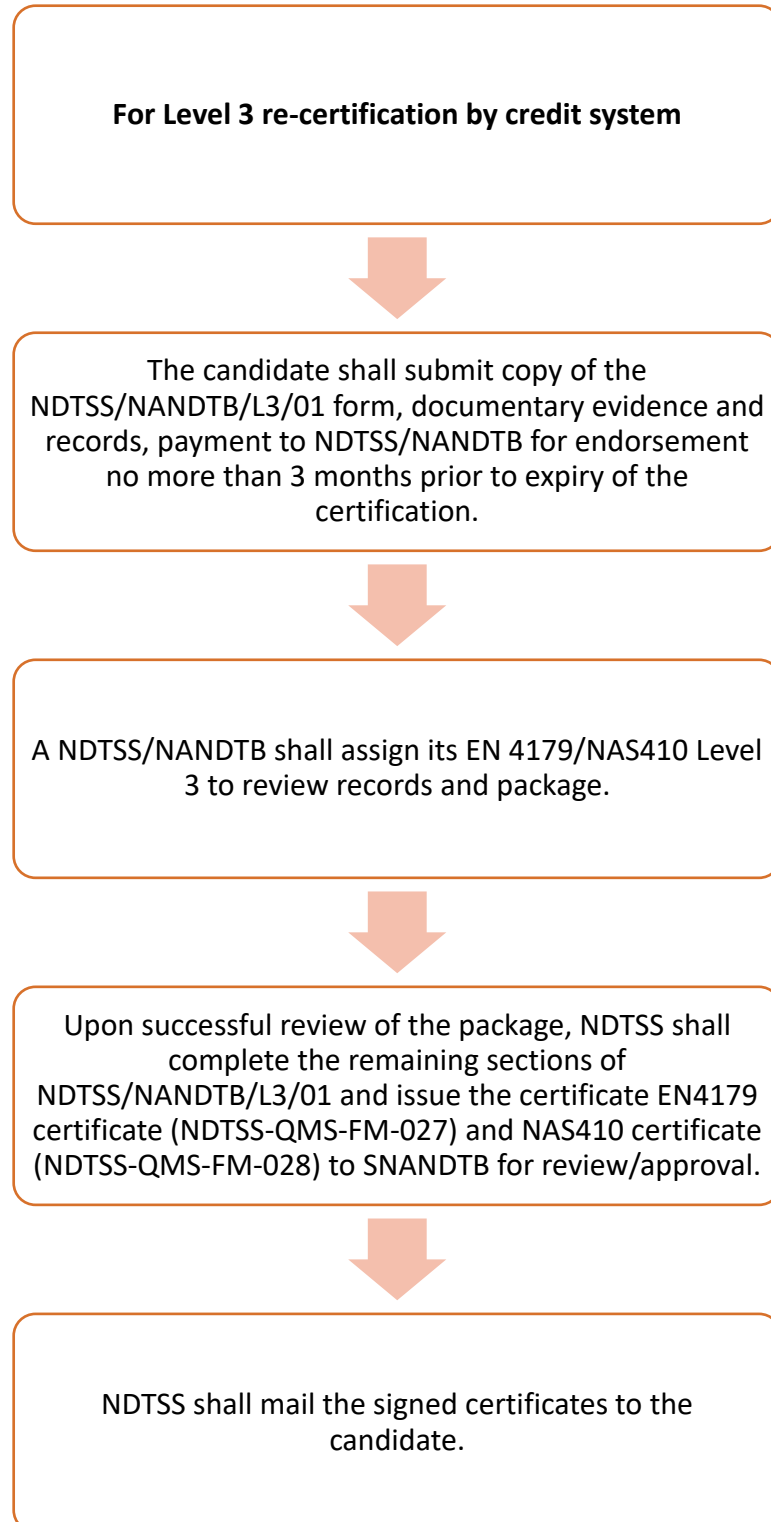 For Level 3 re-certification by credit system
The candidate shall submit copy of the
NDTSS/NANDTB/L3/01 form, documentary evidence and
records, payment to NDTSS/NANDTB for endorsement
no more than 3 months prior to expiry of the
certification.
A NDTSS/NANDTB shall assign its EN 4179/NAS410 Level
3 to review records and package.
Upon successful review of the package, NDTSS shall
complete the remaining sections of
NDTSS/NANDTB/L3/01 and issue the certificate EN4179
certificate (NDTSS-QMS-FM-027) and NAS410 certificate
(NDTSS-QMS-FM-028) to SNANDTB for review/approval.
NDTSS shall mail the signed certificates to the
candidate.